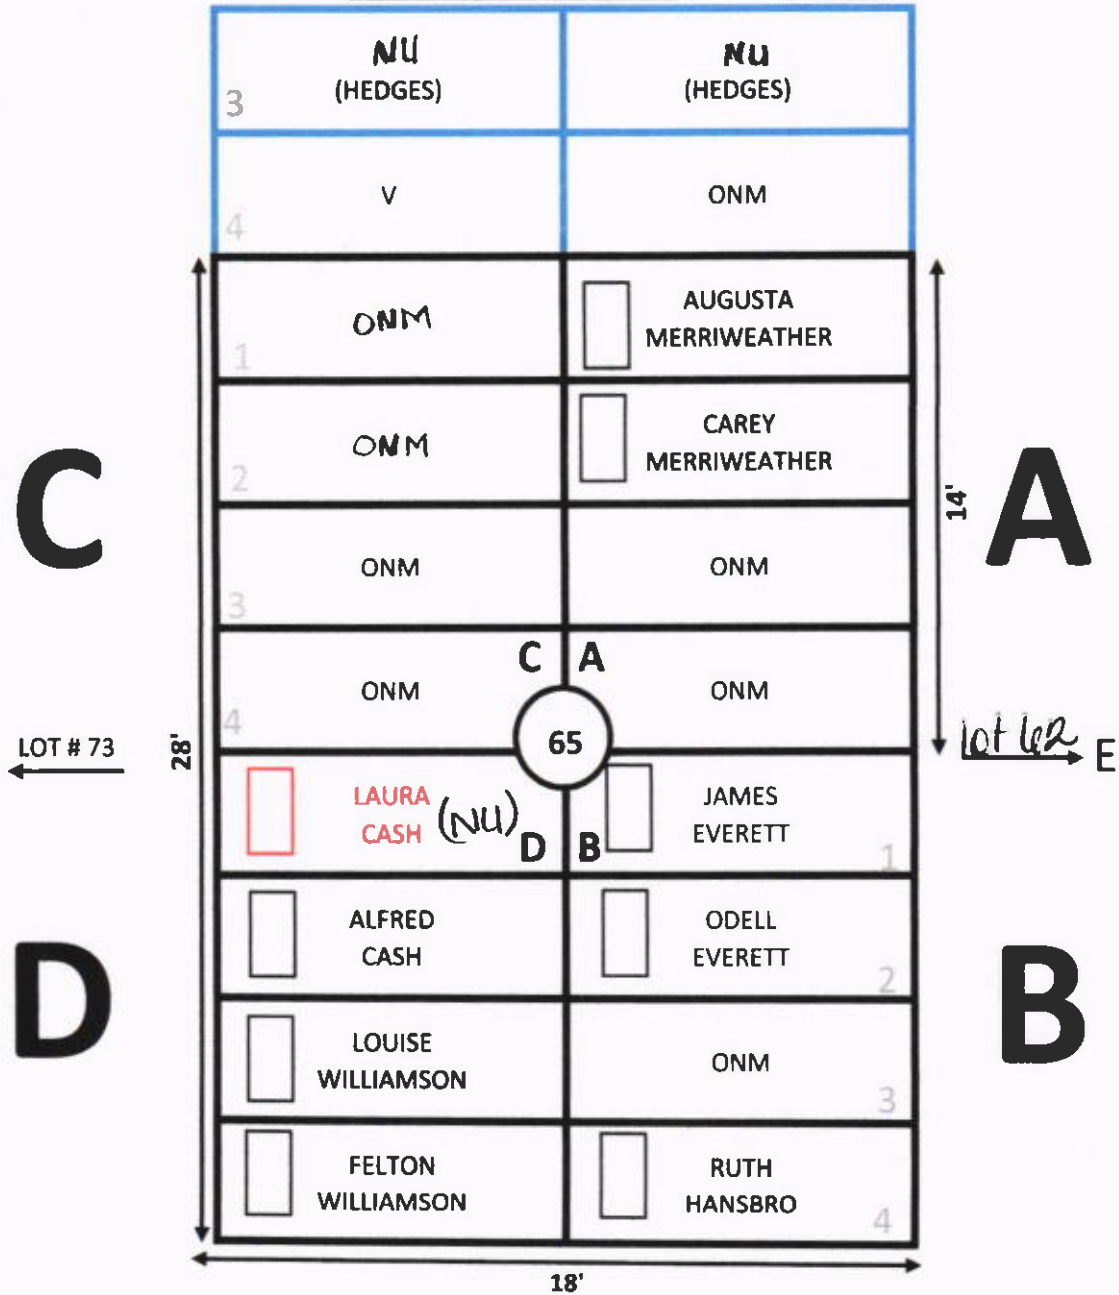 NU NU
(HEDGES) (HEDGES)
3
V ONM
4
ONM AUGUSTA
MERRIWEATHER
1
ONM CAREY
MERRIWEATHER
2
C A
14'
ONM ONM
3
C A
ONM ONM
4
65
LOT # 73
28'
Lot 62
E
LAURA JAMES
CASH (NU) EVERETT
D B
1
ALFRED ODELL
CASH EVERETT
2
D B
LOUISE ONM
WILLIAMSON
3
FELTON RUTH
WILLIAMSON HANSBRO
4
18'